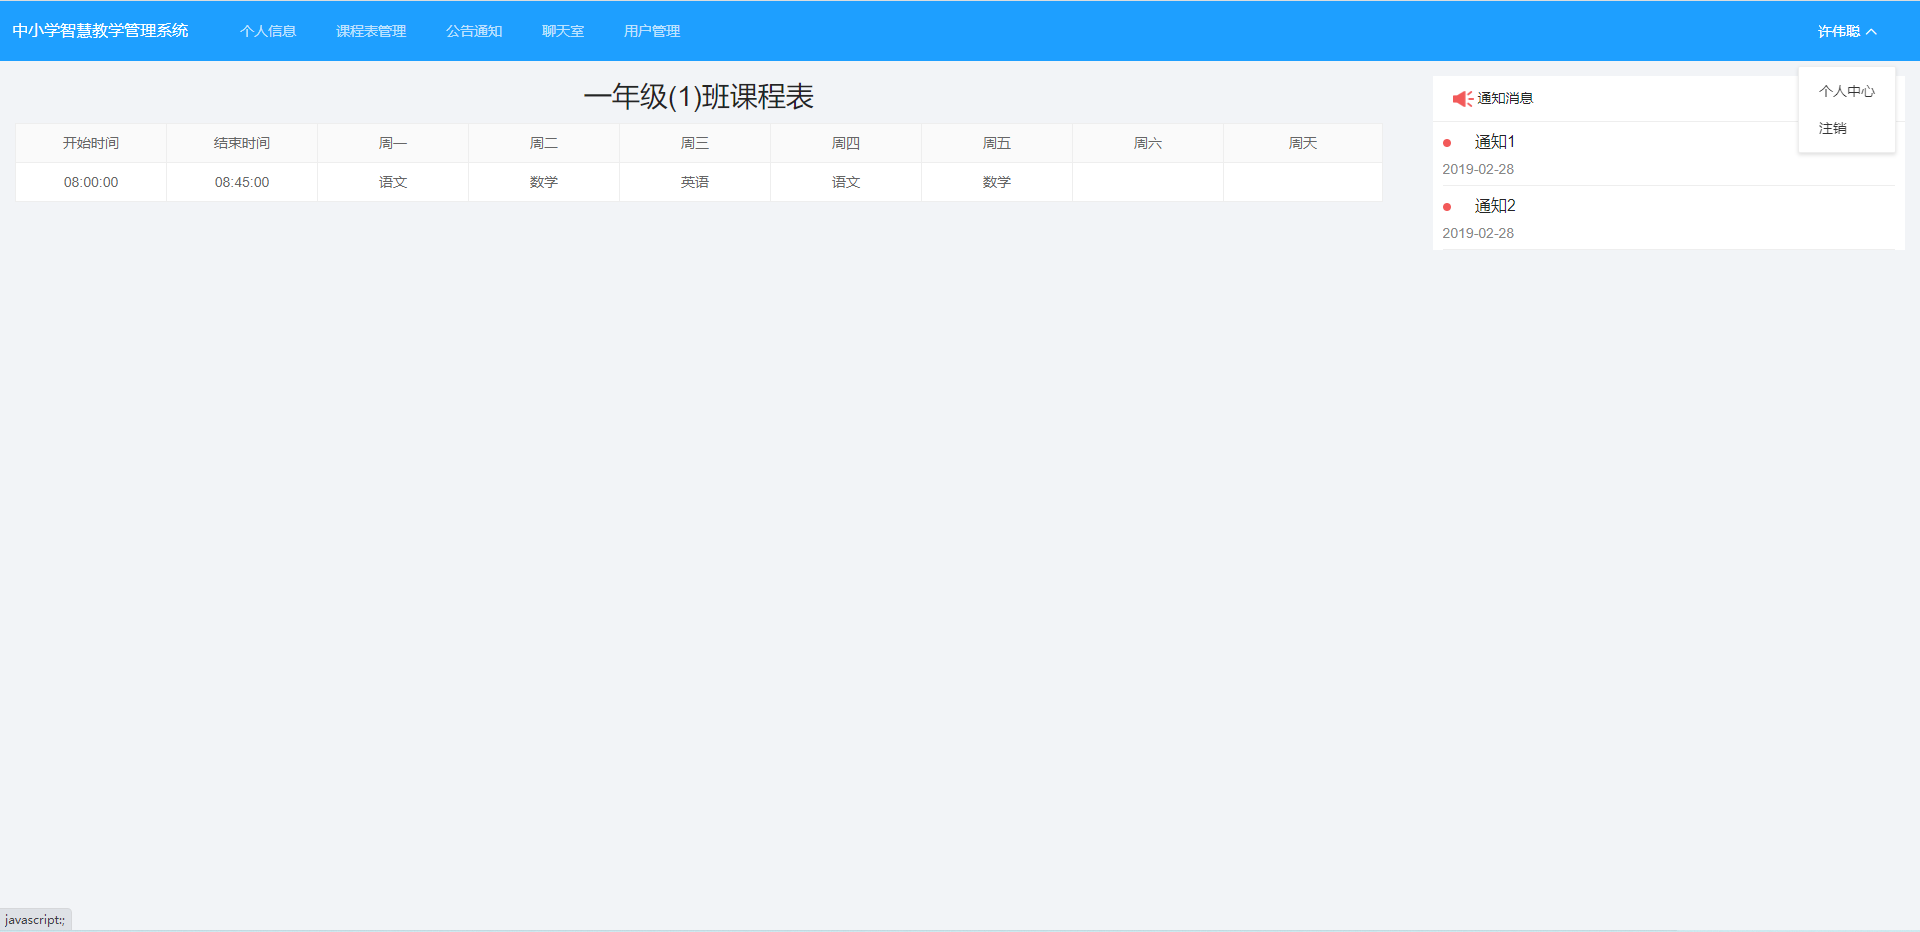 中小学智慧教学管理系统 个人信息 课程表管理 公告通知 聊天室 用户管理 许伟聪
个人中心
注销
一年级(1)班课程表
开始时间 结束时间 周一 周二 周三 周四 周五 周六 周天
08:00:00 08:45:00 语文 数学 英语 语文 数学
通知消息
通知1
2019-02-28
通知2
2019-02-28
javascript:;